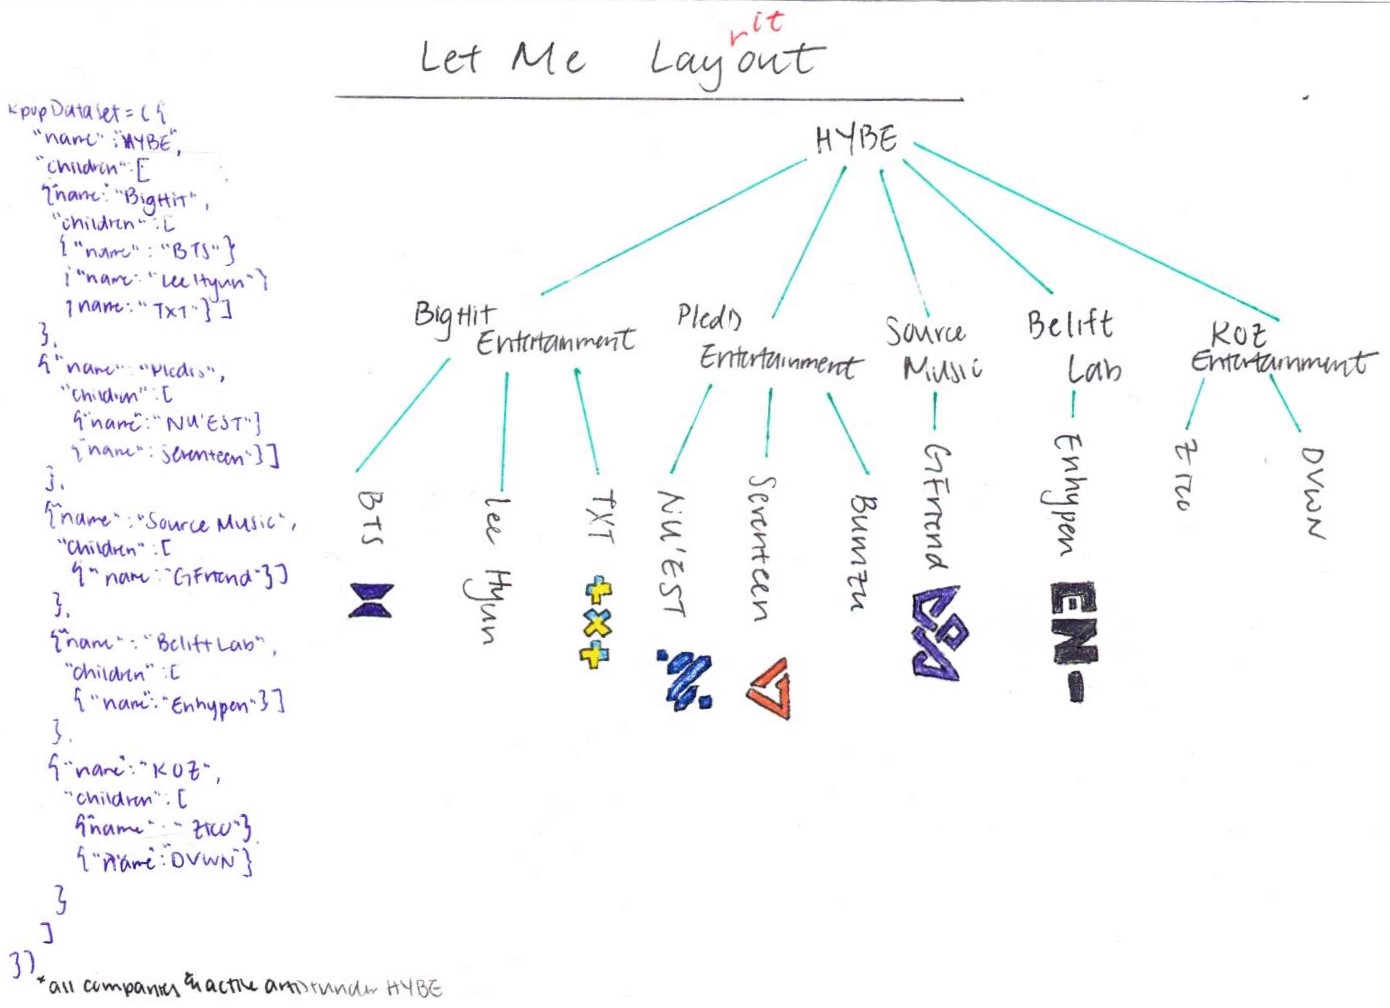 Let Me Lay out
r it
kpopDataset = ({
"name": "HYBE",
"children": [
{name: "BigHit",
"children": [
{"name": "BTS"}
{"name: "Lee Hyun"}
{name: "TXT"}]
},
{"name": "Pledis",
"children": [
{"name": "NU'EST"}
{name": Seventeen"}]
},
{"name": "Source Music",
"children: [
{"name: "GFriend"}]
},
{"name": "Belift Lab",
"children": [
{"name": "Enhypen"}]
},
{"name": "KOZ",
"children": [
{name": "Zico"}
{"name": "DVWN"}
}
]
})
*all companies & active artists under HYBE
HYBE
BigHit
Entertainment
Pledis
Entertainment
Source
Music
Belift
Lab
KOZ
Entertainment
BTS
Lee Hyun
TXT
NU'EST
Seventeen
Bumzu
GFriend
Enhypen
Zico
DVWN
+x+
EN-